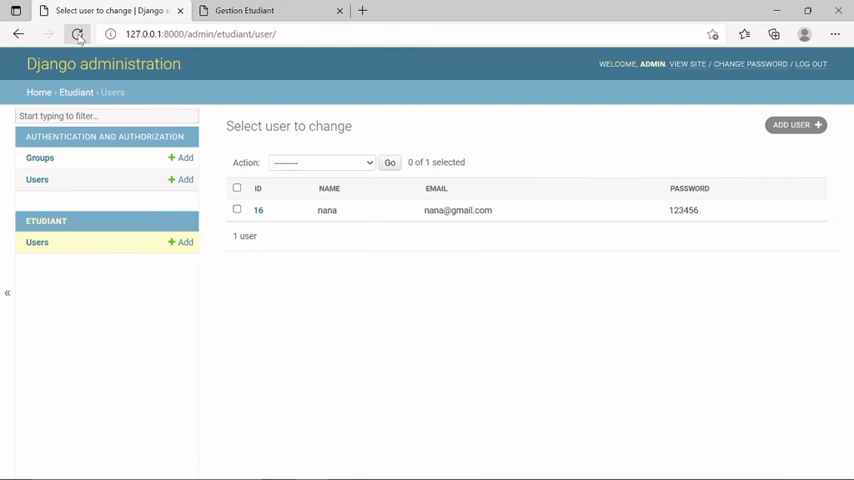 Select user to change | Django s
Gestion Etudiant
127.0.0.1:8000/admin/etudiant/user/
Django administration
WELCOME, ADMIN. VIEW SITE / CHANGE PASSWORD / LOG OUT
Home › Etudiant › Users
Start typing to filter...
AUTHENTICATION AND AUTHORIZATION
Groups + Add
Users + Add
ETUDIANT
Users + Add
«
Select user to change
ADD USER +
Action: --------- Go 0 of 1 selected
ID NAME EMAIL PASSWORD
16 nana nana@gmail.com 123456
1 user